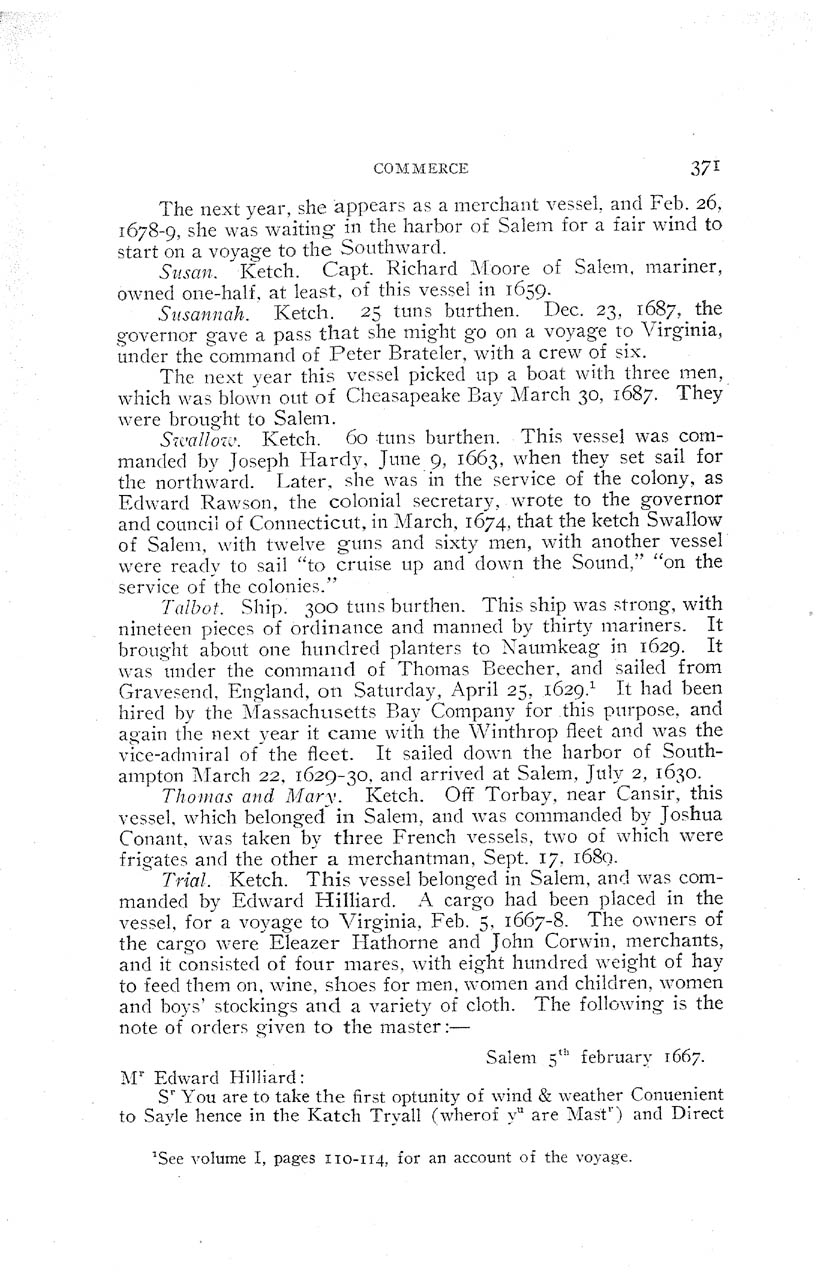 COMMERCE 371
The next year, she appears as a merchant vessel, and Feb. 26,
1678-9, she was waiting in the harbor of Salem for a fair wind to
start on a voyage to the Southward.
Susan. Ketch. Capt. Richard Moore of Salem, mariner,
owned one-half, at least, of this vessel in 1659.
Susannah. Ketch. 25 tuns burthen. Dec. 23, 1687, the
governor gave a pass that she might go on a voyage to Virginia,
under the command of Peter Brateler, with a crew of six.
The next year this vessel picked up a boat with three men,
which was blown out of Cheasapeake Bay March 30, 1687. They
were brought to Salem.
Swallow. Ketch. 60 tuns burthen. This vessel was com-
manded by Joseph Hardy, June 9, 1663, when they set sail for
the northward. Later, she was in the service of the colony, as
Edward Rawson, the colonial secretary, wrote to the governor
and council of Connecticut, in March, 1674, that the ketch Swallow
of Salem, with twelve guns and sixty men, with another vessel
were ready to sail "to cruise up and down the Sound," "on the
service of the colonies."
Talbot. Ship. 300 tuns burthen. This ship was strong, with
nineteen pieces of ordinance and manned by thirty mariners. It
brought about one hundred planters to Naumkeag in 1629. It
was under the command of Thomas Beecher, and sailed from
Gravesend, England, on Saturday, April 25, 1629.¹ It had been
hired by the Massachusetts Bay Company for this purpose, and
again the next year it came with the Winthrop fleet and was the
vice-admiral of the fleet. It sailed down the harbor of South-
ampton March 22, 1629-30, and arrived at Salem, July 2, 1630.
Thomas and Mary. Ketch. Off Torbay, near Cansir, this
vessel, which belonged in Salem, and was commanded by Joshua
Conant, was taken by three French vessels, two of which were
frigates and the other a merchantman, Sept. 17, 1689.
Trial. Ketch. This vessel belonged in Salem, and was com-
manded by Edward Hilliard. A cargo had been placed in the
vessel, for a voyage to Virginia, Feb. 5, 1667-8. The owners of
the cargo were Eleazer Hathorne and John Corwin, merchants,
and it consisted of four mares, with eight hundred weight of hay
to feed them on, wine, shoes for men, women and children, women
and boys' stockings and a variety of cloth. The following is the
note of orders given to the master:—
Salem 5th february 1667.
Mr Edward Hilliard:
Sr You are to take the first optunity of wind & weather Conuenient
to Sayle hence in the Katch Tryall (wherof yu are Mastr) and Direct
¹See volume I, pages 110-114, for an account of the voyage.